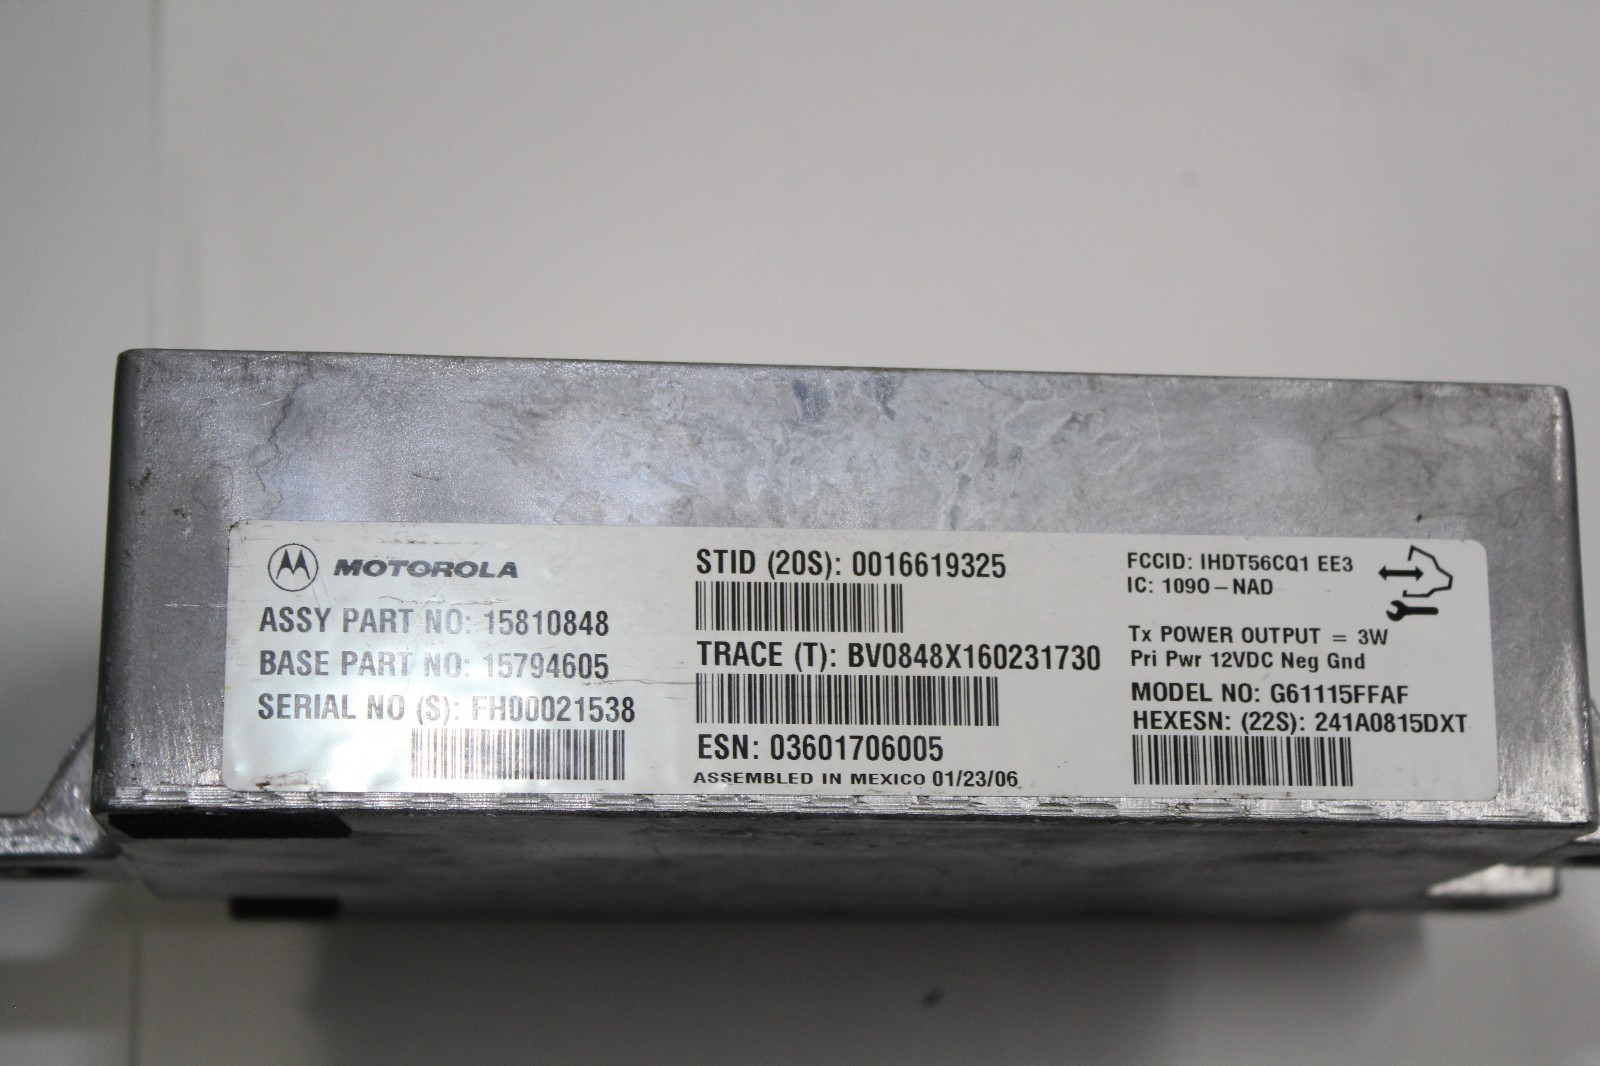 MOTOROLA
ASSY PART NO: 15810848
BASE PART NO: 15794605
SERIAL NO (S): FH00021538
STID (20S): 0016619325
TRACE (T): BV0848X160231730
ESN: 03601706005
ASSEMBLED IN MEXICO 01/23/06
FCCID: IHDT56CQ1 EE3
IC: 109O-NAD
Tx POWER OUTPUT = 3W
Pri Pwr 12VDC Neg Gnd
MODEL NO: G61115FFAF
HEXESN: (22S): 241A0815DXT